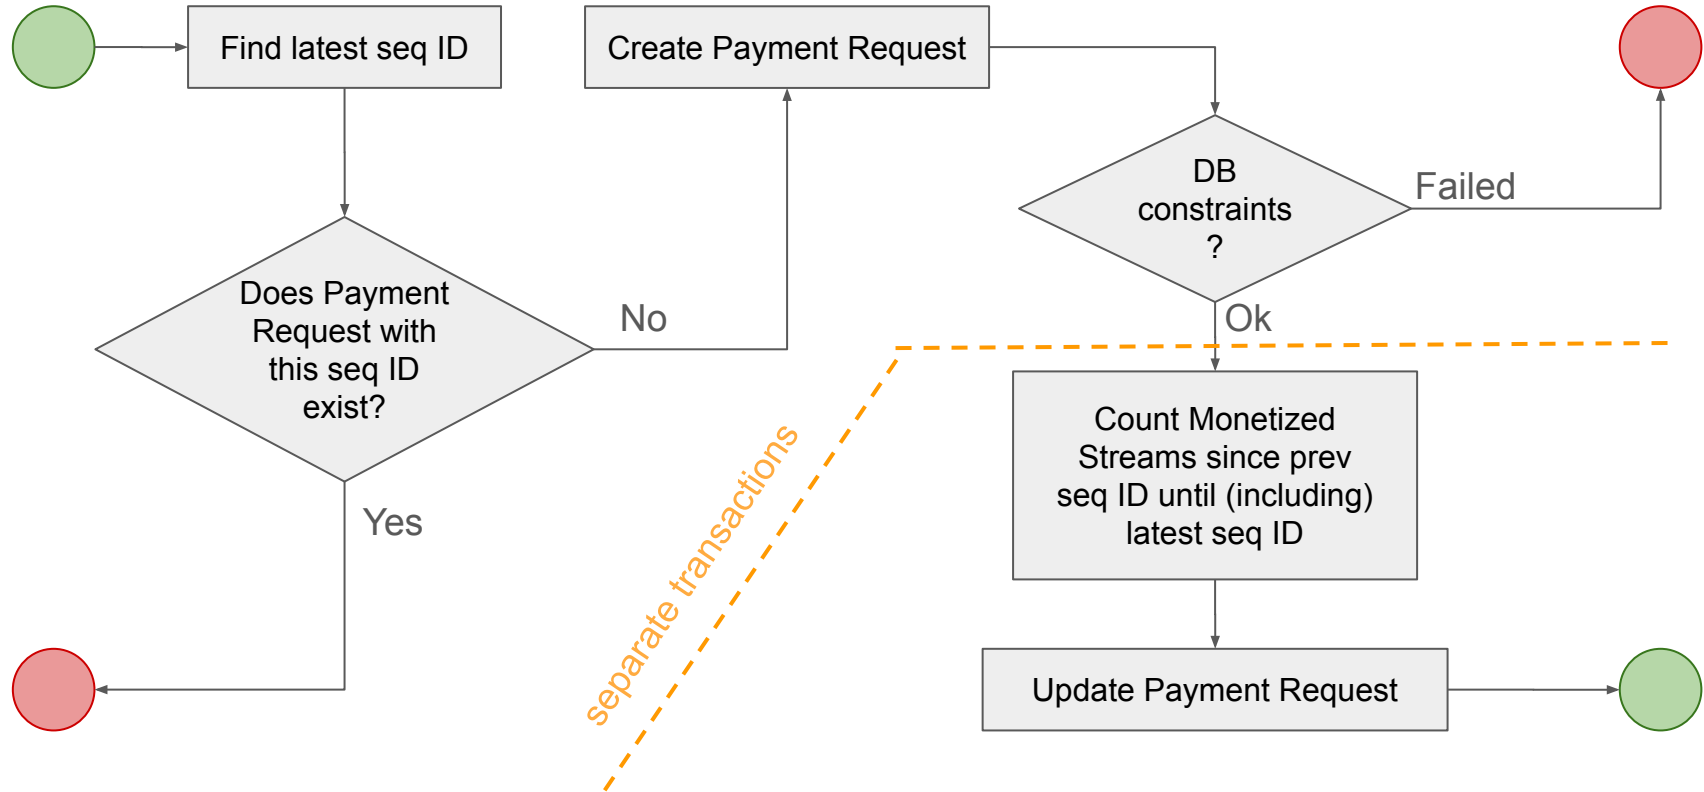 Find latest seq ID
Create Payment Request
DB
constraints
?
Failed
Does Payment
Request with
this seq ID
exist?
No
Ok
Yes
separate transactions
Count Monetized
Streams since prev
seq ID until (including)
latest seq ID
Update Payment Request